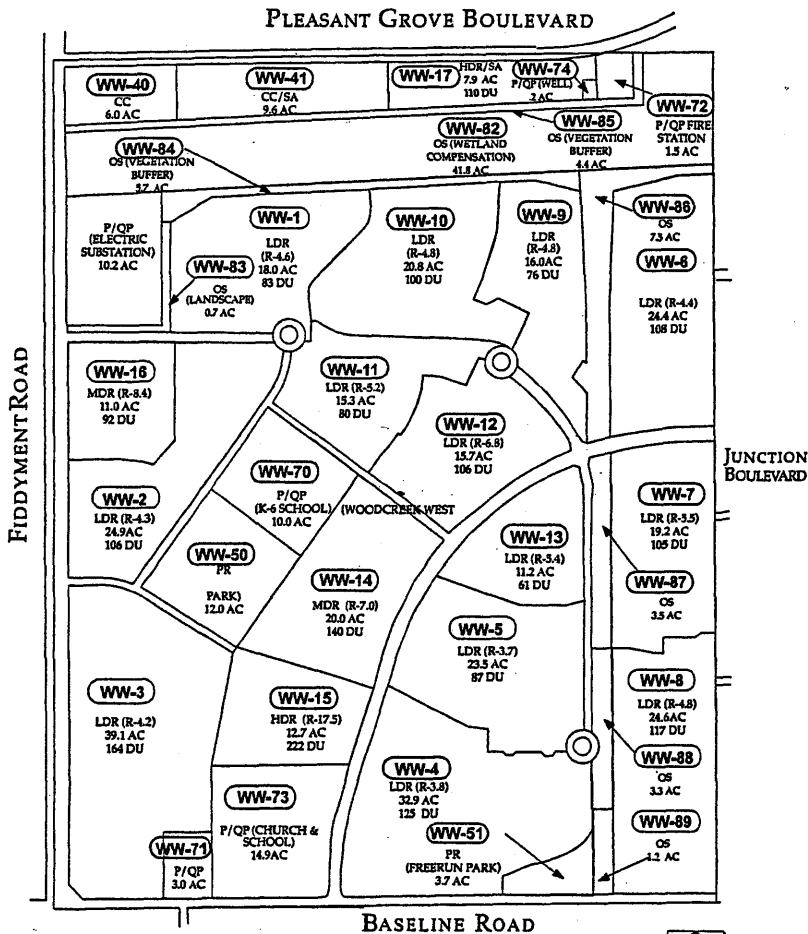 PLEASANT GROVE BOULEVARD
WW-40
CC
6.0 AC
WW-41
CC/SA
9.6 AC
WW-17
HDR/SA
7.9 AC
110 DU
WW-74
P/QP (WELL)
.2 AC
WW-72
P/QP FIRE
STATION
1.5 AC
WW-84
OS (VEGETATION
BUFFER)
5.7 AC
WW-82
OS (WETLAND
COMPENSATION)
41.8 AC
WW-85
OS (VEGETATION
BUFFER)
4.4 AC
P/QP
(ELECTRIC
SUBSTATION)
10.2 AC
WW-1
LDR
(R-4.6)
18.0 AC
83 DU
WW-83
OS
(LANDSCAPE)
0.7 AC
WW-10
LDR
(R-4.8)
20.8 AC
100 DU
WW-9
LDR
(R-4.8)
16.0AC
76 DU
WW-86
OS
7.3 AC
WW-6
LDR (R-4.4)
24.4 AC
108 DU
FIDDYMENT ROAD
WW-16
MDR (R-8.4)
11.0 AC
92 DU
WW-11
LDR (R-5.2)
15.3 AC
80 DU
WW-12
LDR (R-6.8)
15.7AC
106 DU
JUNCTION
BOULEVARD
WW-2
LDR (R-4.3)
24.9AC
106 DU
WW-70
P/QP
(K-6 SCHOOL)
10.0 AC
(WOODCREEK WEST
WW-50
PR
PARK)
12.0 AC
WW-14
MDR (R-7.0)
20.0 AC
140 DU
WW-13
LDR (R-5.4)
11.2 AC
61 DU
WW-7
LDR (R-5.5)
19.2 AC
105 DU
WW-87
OS
3.5 AC
WW-5
LDR (R-3.7)
23.5 AC
87 DU
WW-3
LDR (R-4.2)
39.1 AC
164 DU
WW-15
HDR (R-17.5)
12.7 AC
222 DU
WW-8
LDR (R-4.8)
24.6AC
117 DU
WW-88
OS
3.3 AC
WW-4
LDR (R-3.8)
32.9 AC
125 DU
WW-73
P/QP (CHURCH &
SCHOOL)
14.9AC
WW-71
P/QP
3.0 AC
WW-51
PR
(FREERUN PARK)
3.7 AC
WW-89
OS
1.2 AC
BASELINE ROAD